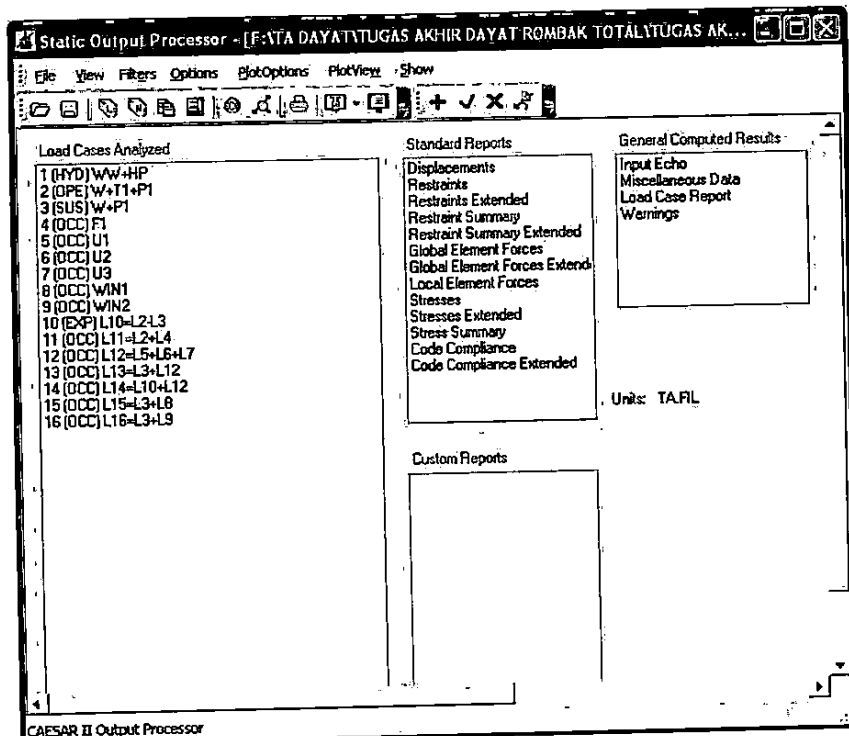 Static Output Processor - [F:\TA DAYAT\TUGAS AKHIR DAYAT ROMBAK TOTAL\TUGAS AK...
File View Filters Options PlotOptions PlotView Show
Load Cases Analyzed
1 (HYD) WW+HP
2 (OPE) W+T1+P1
3 (SUS) W+P1
4 (OCC) F1
5 (OCC) U1
6 (OCC) U2
7 (OCC) U3
8 (OCC) WIN1
9 (OCC) WIN2
10 (EXP) L10=L2-L3
11 (OCC) L11=L2+L4
12 (OCC) L12=L5+L6+L7
13 (OCC) L13=L3+L12
14 (OCC) L14=L10+L12
15 (OCC) L15=L3+L8
16 (OCC) L16=L3+L9
Standard Reports
Displacements
Restraints
Restraints Extended
Restraint Summary
Restraint Summary Extended
Global Element Forces
Global Element Forces Extend
Local Element Forces
Stresses
Stresses Extended
Stress Summary
Code Compliance
Code Compliance Extended
General Computed Results
Input Echo
Miscellaneous Data
Load Case Report
Warnings
Units: TA.FIL
Custom Reports
CAESAR II Output Processor